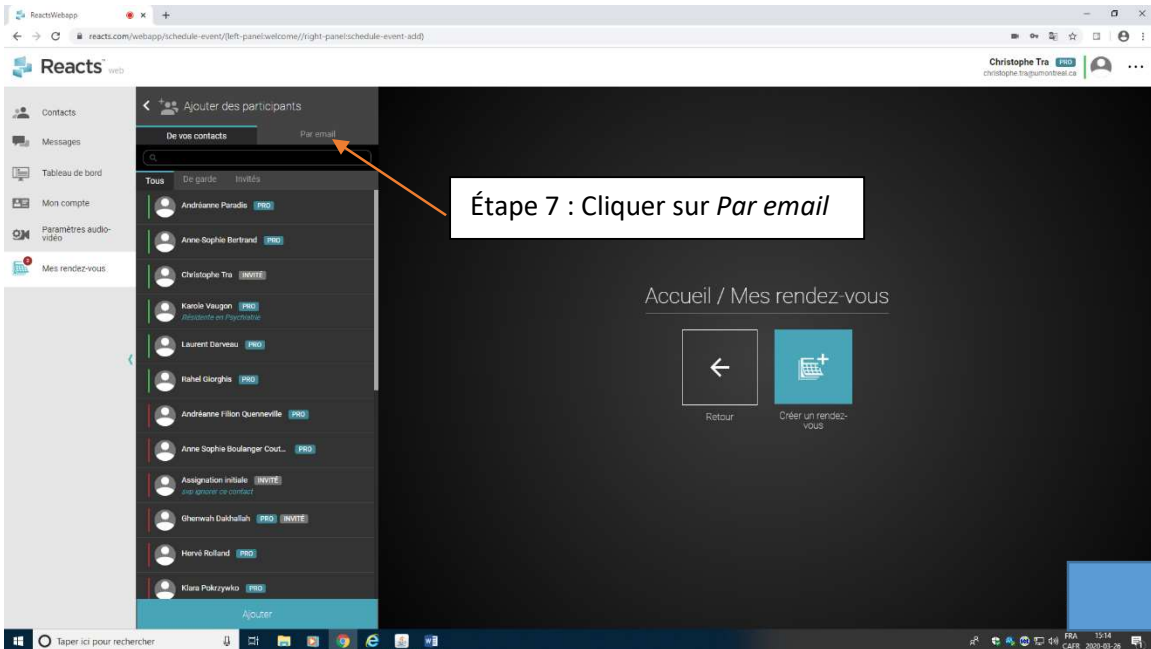 ReactsWebapp
reacts.com/webapp/schedule-event/(left-panel:welcome//right-panel:schedule-event-add)
Reacts web
Christophe Tra PRO
christophe.tra@umontreal.ca
Contacts
Messages
Tableau de bord
Mon compte
Paramètres audio-
vidéo
Mes rendez-vous
Ajouter des participants
De vos contacts
Par email
Tous
De garde
Invités
Andréanne Paradis PRO
Anne-Sophie Bertrand PRO
Christophe Tra INVITÉ
Karole Vaugon PRO
Résidente en Psychiatrie
Laurent Darveau PRO
Rahel Giorghis PRO
Andréanne Filion Quenneville PRO
Anne Sophie Boulanger Cout... PRO
Assignation initiale INVITÉ
svp ignorer ce contact
Ghenwah Dakhallah PRO INVITÉ
Hervé Rolland PRO
Klara Pokrzywko PRO
Ajouter
Étape 7 : Cliquer sur Par email
Accueil / Mes rendez-vous
Retour
Créer un rendez-
vous
Taper ici pour rechercher
FRA 15:14
CAFR 2020-03-26